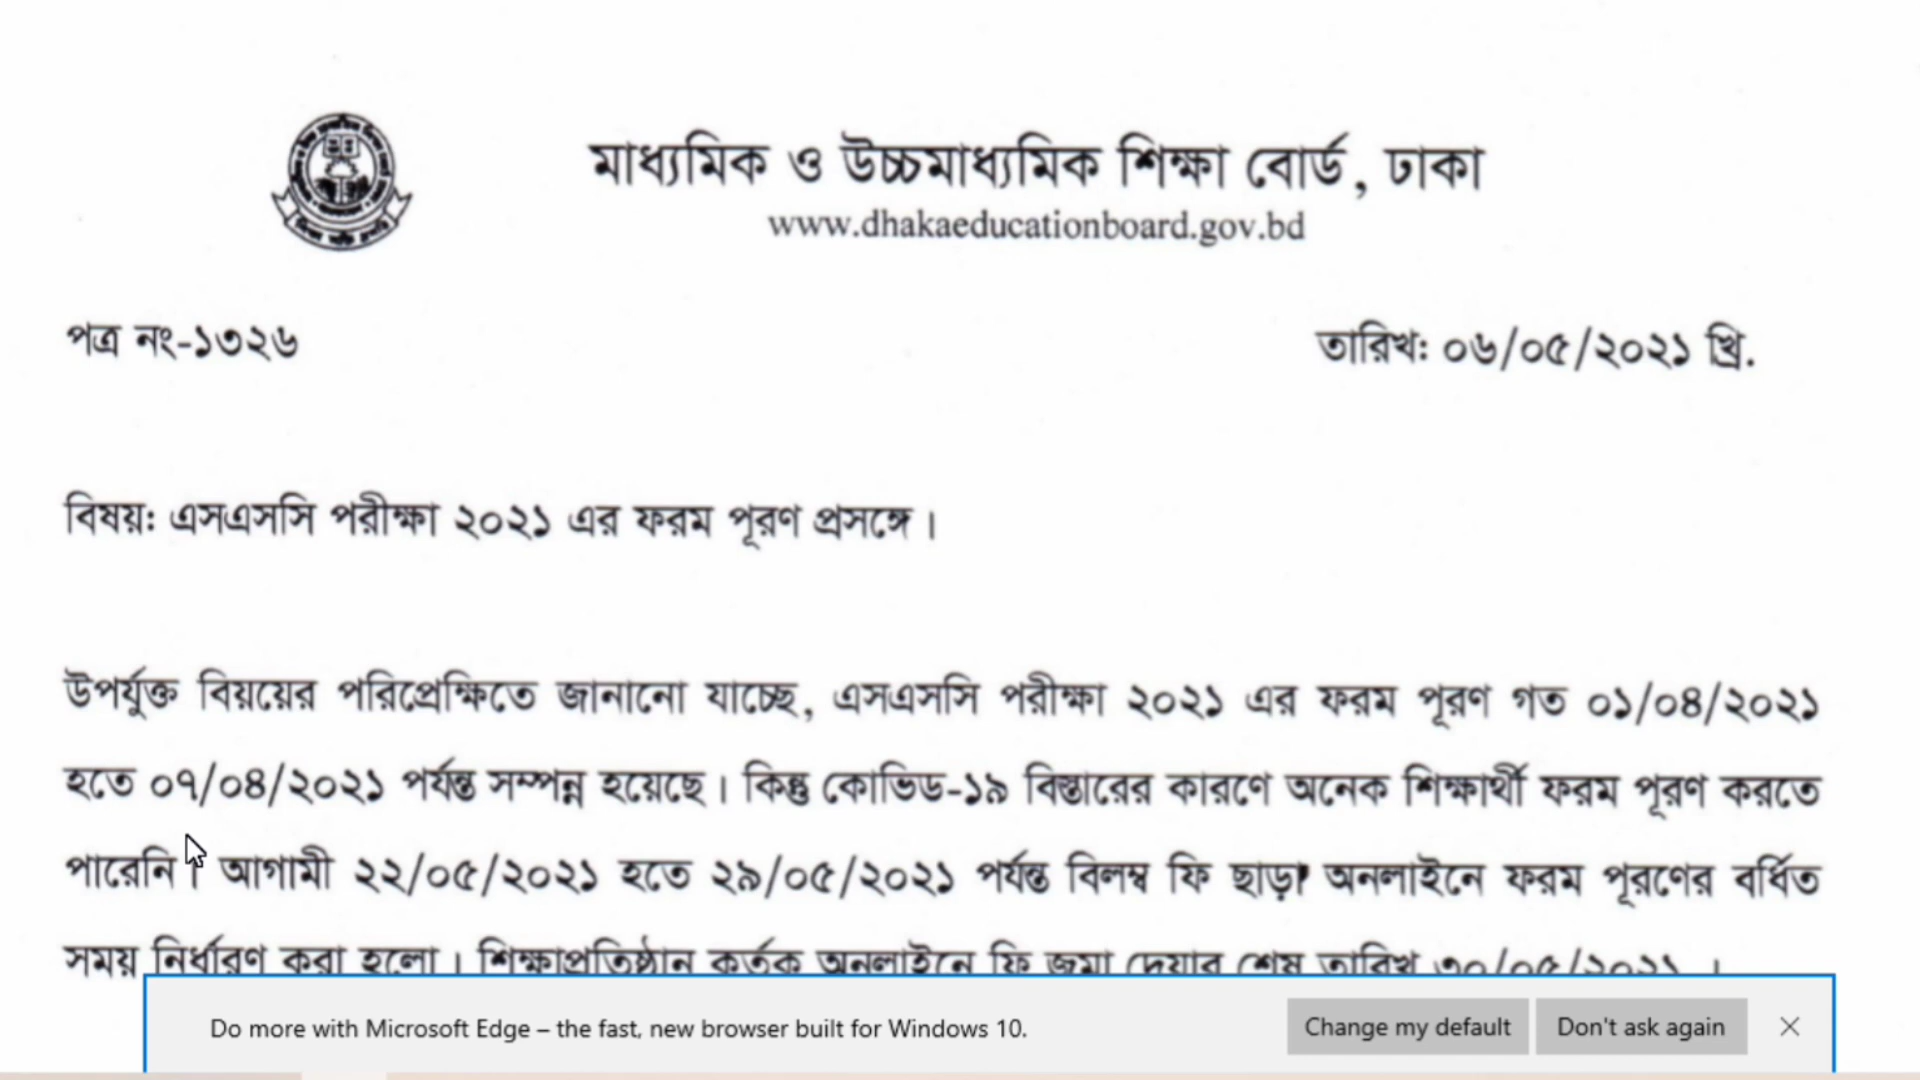 মাধ্যমিক ও উচ্চমাধ্যমিক শিক্ষা বোর্ড, ঢাকা
www.dhakaeducationboard.gov.bd
পত্র নং-১৩২৬
তারিখ: ০৬/০৫/২০২১ খ্রি.
বিষয়: এসএসসি পরীক্ষা ২০২১ এর ফরম পূরণ প্রসঙ্গে।
উপর্যুক্ত বিয়য়ের পরিপ্রেক্ষিতে জানানো যাচ্ছে, এসএসসি পরীক্ষা ২০২১ এর ফরম পূরণ গত ০১/০৪/২০২১
হতে ০৭/০৪/২০২১ পর্যন্ত সম্পন্ন হয়েছে। কিন্তু কোভিড-১৯ বিস্তারের কারণে অনেক শিক্ষার্থী ফরম পূরণ করতে
পারেনি। আগামী ২২/০৫/২০২১ হতে ২৯/০৫/২০২১ পর্যন্ত বিলম্ব ফি ছাড়া অনলাইনে ফরম পূরণের বর্ধিত
সময় নির্ধারণ করা হলো। শিক্ষাপ্রতিষ্ঠান কর্তৃক অনলাইনে ফি জমা দেয়ার শেষ তারিখ ৩০/০৫/২০২১ ।
Do more with Microsoft Edge – the fast, new browser built for Windows 10.
Change my default
Don't ask again